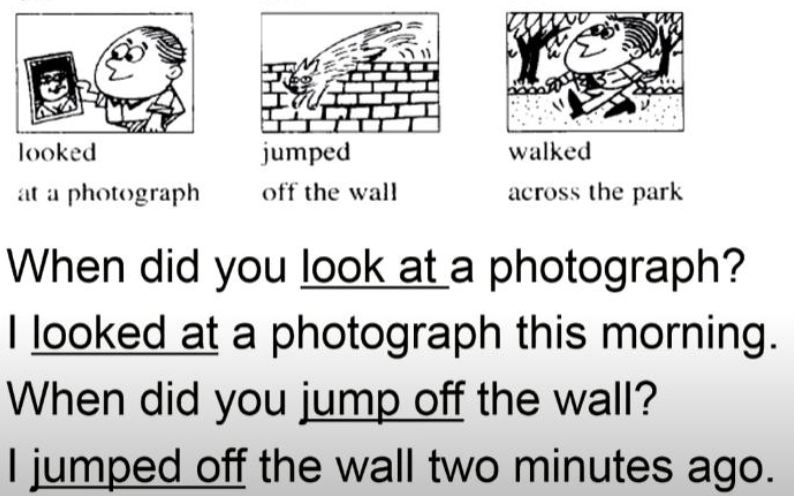 looked jumped walked
at a photograph off the wall across the park
When did you look at a photograph?
I looked at a photograph this morning.
When did you jump off the wall?
I jumped off the wall two minutes ago.